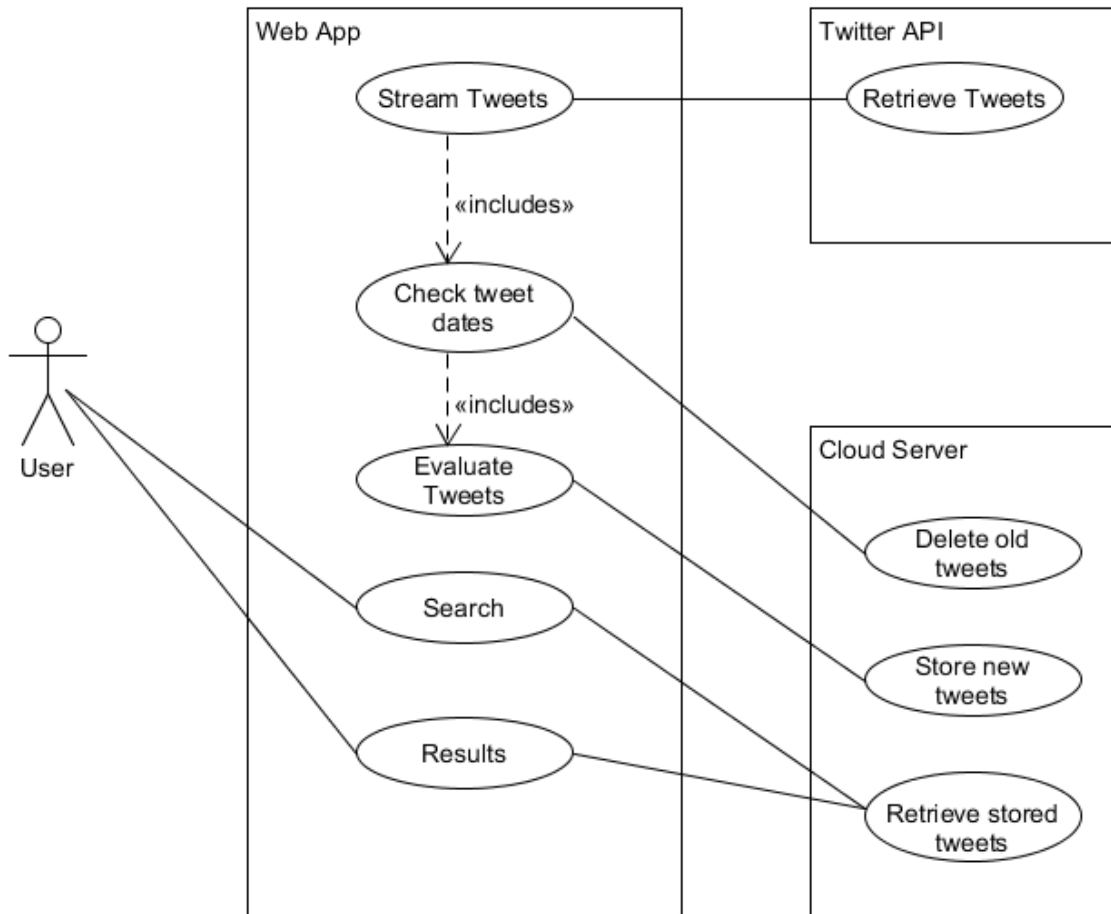 Web App
Stream Tweets
«includes»
Check tweet
dates
«includes»
Evaluate
Tweets
Search
Results
User
Twitter API
Retrieve Tweets
Cloud Server
Delete old
tweets
Store new
tweets
Retrieve stored
tweets